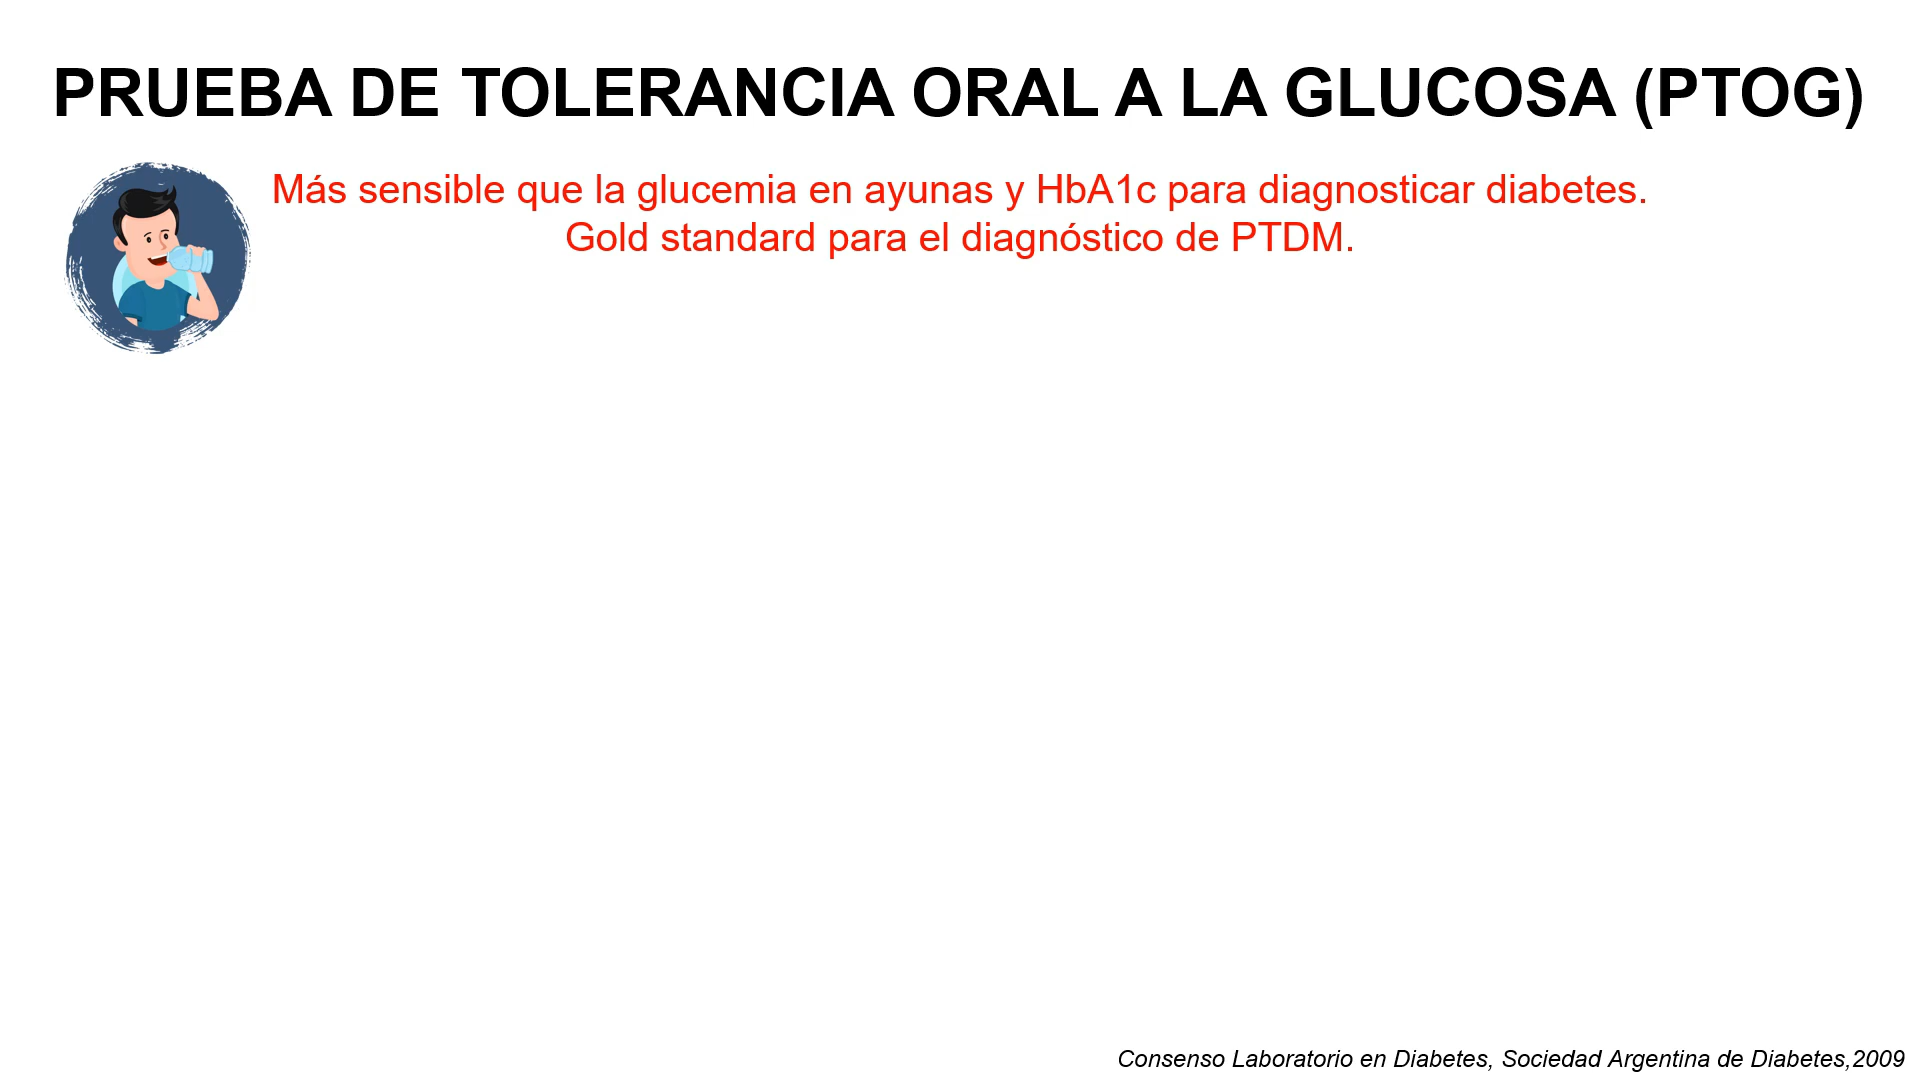 PRUEBA DE TOLERANCIA ORAL A LA GLUCOSA (PTOG)
Más sensible que la glucemia en ayunas y HbA1c para diagnosticar diabetes.
Gold standard para el diagnóstico de PTDM.
Consenso Laboratorio en Diabetes, Sociedad Argentina de Diabetes,2009